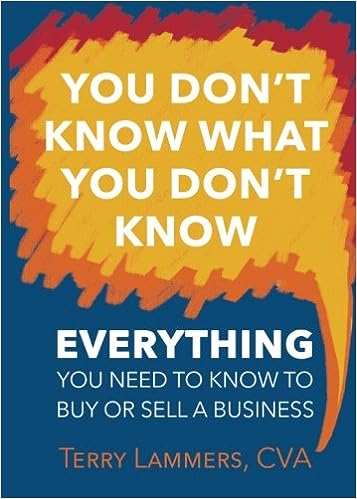 YOU DON'T
KNOW WHAT
YOU DON'T
KNOW
EVERYTHING
YOU NEED TO KNOW TO
BUY OR SELL A BUSINESS
TERRY LAMMERS, CVA